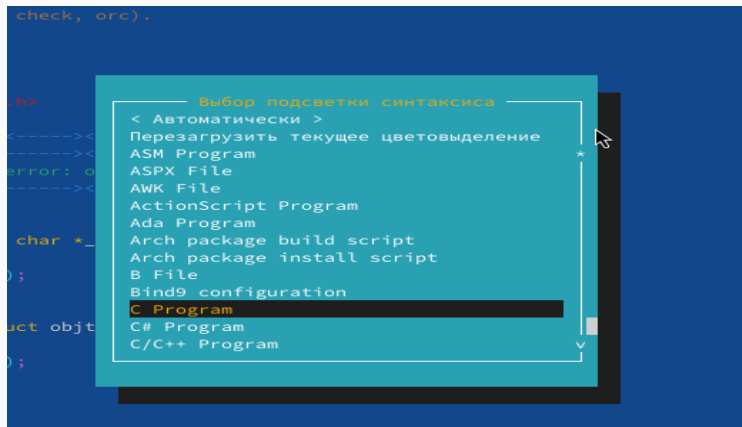 check, orc).
.h>
Выбор подсветки синтаксиса
< Автоматически >
Перезагрузить текущее цветовыделение
ASM Program
ASPX File
error: o
AWK File
ActionScript Program
Ada Program
char *_
Arch package build script
Arch package install script
);
B File
Bind9 configuration
C Program
uct objt
C# Program
C/C++ Program
);